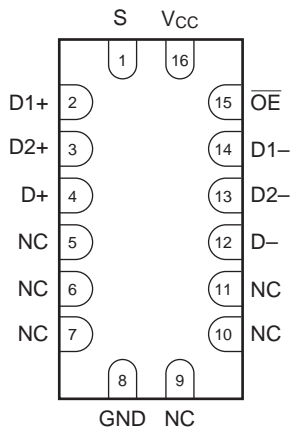 S VCC
1 16
D1+ 2 15 O̅E̅
D2+ 3 14 D1–
D+ 4 13 D2–
NC 5 12 D–
NC 6 11 NC
NC 7 10 NC
8 9
GND NC